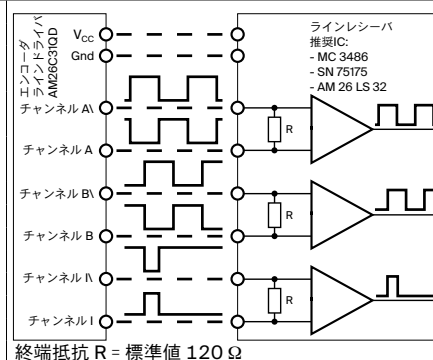 エンコーダ
ラインドライバ
AM26C31QD
VCC
Gnd
チャンネル A\
チャンネル A
チャンネル B\
チャンネル B
チャンネル I\
チャンネル I
ラインレシーバ
推奨IC:
- MC 3486
- SN 75175
- AM 26 LS 32
R
R
R
終端抵抗 R = 標準値 120 Ω